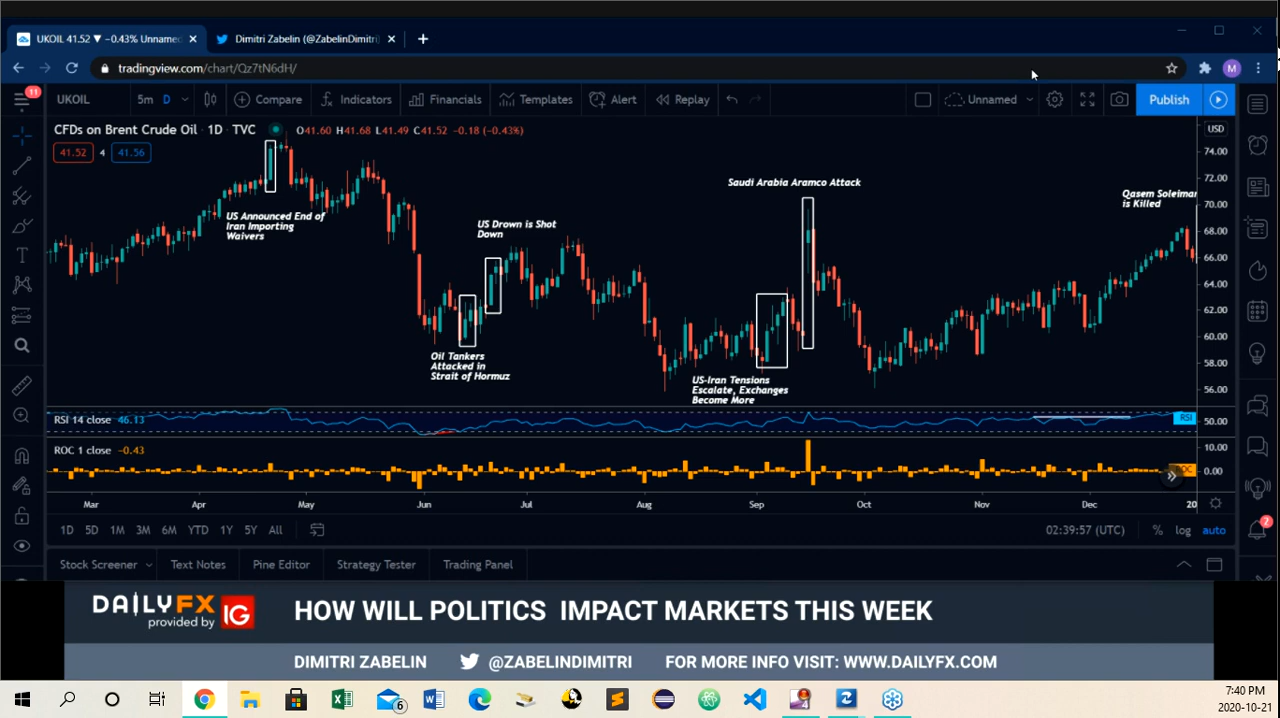 UKOIL 41.52 ▼ −0.43% Unnamed
Dimitri Zabelin (@ZabelinDimitri)
tradingview.com/chart/Qz7tN6dH/
M
11
UKOIL
5m
D
Compare
Indicators
Financials
Templates
Alert
Replay
Unnamed
Publish
CFDs on Brent Crude Oil · 1D · TVC
O41.60 H41.68 L41.49 C41.52 −0.18 (−0.43%)
USD
41.52
4
41.56
74.00
72.00
70.00
68.00
66.00
64.00
62.00
60.00
58.00
56.00
US Announced End of
Iran Importing
Waivers
US Drown is Shot
Down
Saudi Arabia Aramco Attack
Qasem Soleiman
is Killed
Oil Tankers
Attacked in
Strait of Hormuz
US-Iran Tensions
Escalate, Exchanges
Become More
RSI 14 close 46.13
RSI
50.00
ROC 1 close −0.43
ROC
10.00
0.00
Mar
Apr
May
Jun
Jul
Aug
Sep
Oct
Nov
Dec
20
1D 5D 1M 3M 6M YTD 1Y 5Y All
02:39:57 (UTC)
%
log
auto
2
Stock Screener
Text Notes
Pine Editor
Strategy Tester
Trading Panel
DAILYFX
provided by IG
HOW WILL POLITICS IMPACT MARKETS THIS WEEK
DIMITRI ZABELIN
@ZABELINDIMITRI
FOR MORE INFO VISIT: WWW.DAILYFX.COM
6
7:40 PM
2020-10-21